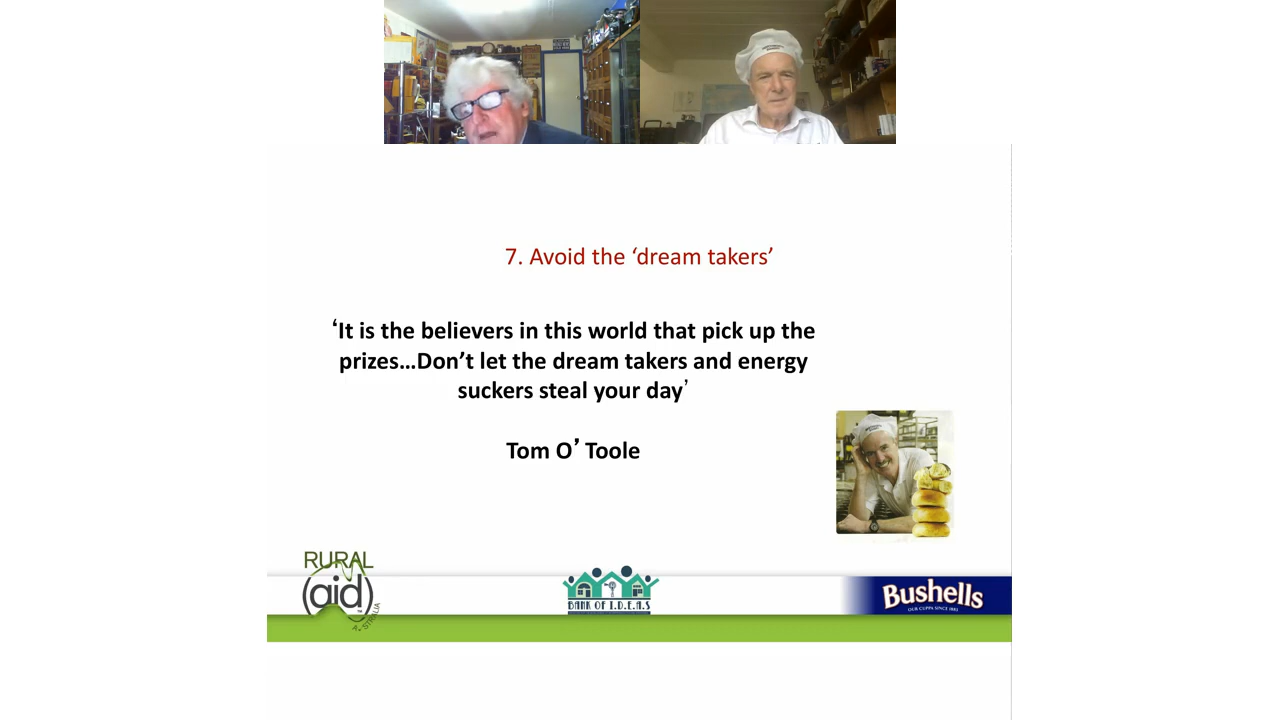 7. Avoid the ‘dream takers’
‘It is the believers in this world that pick up the
prizes…Don’t let the dream takers and energy
suckers steal your day’
Tom O’ Toole
RURAL
(aid)
BANK OF I.D.E.A.S
Bushells
OUR CUPPA SINCE 1883